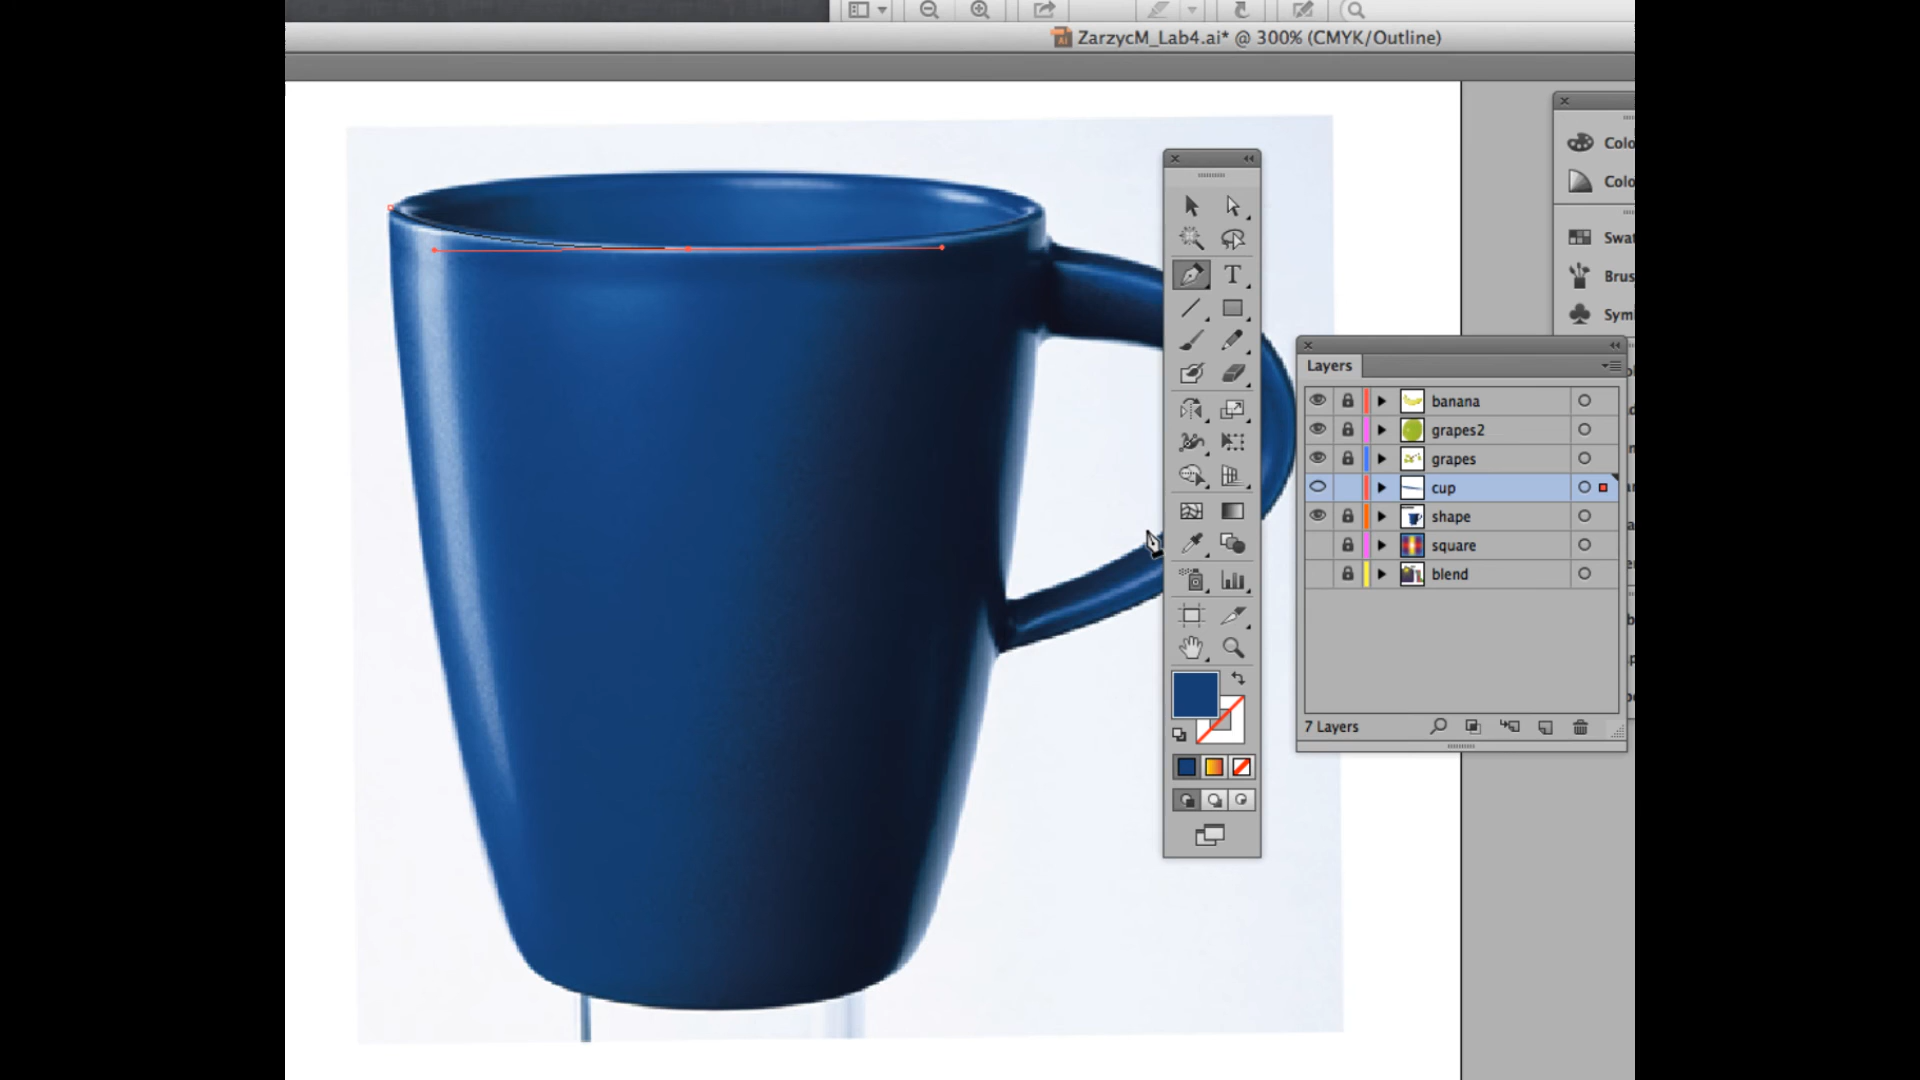 ZarzycM_Lab4.ai* @ 300% (CMYK/Outline)
Colo
Colo
Swat
Brus
Sym
Layers
banana
grapes2
grapes
cup
shape
square
blend
7 Layers
T